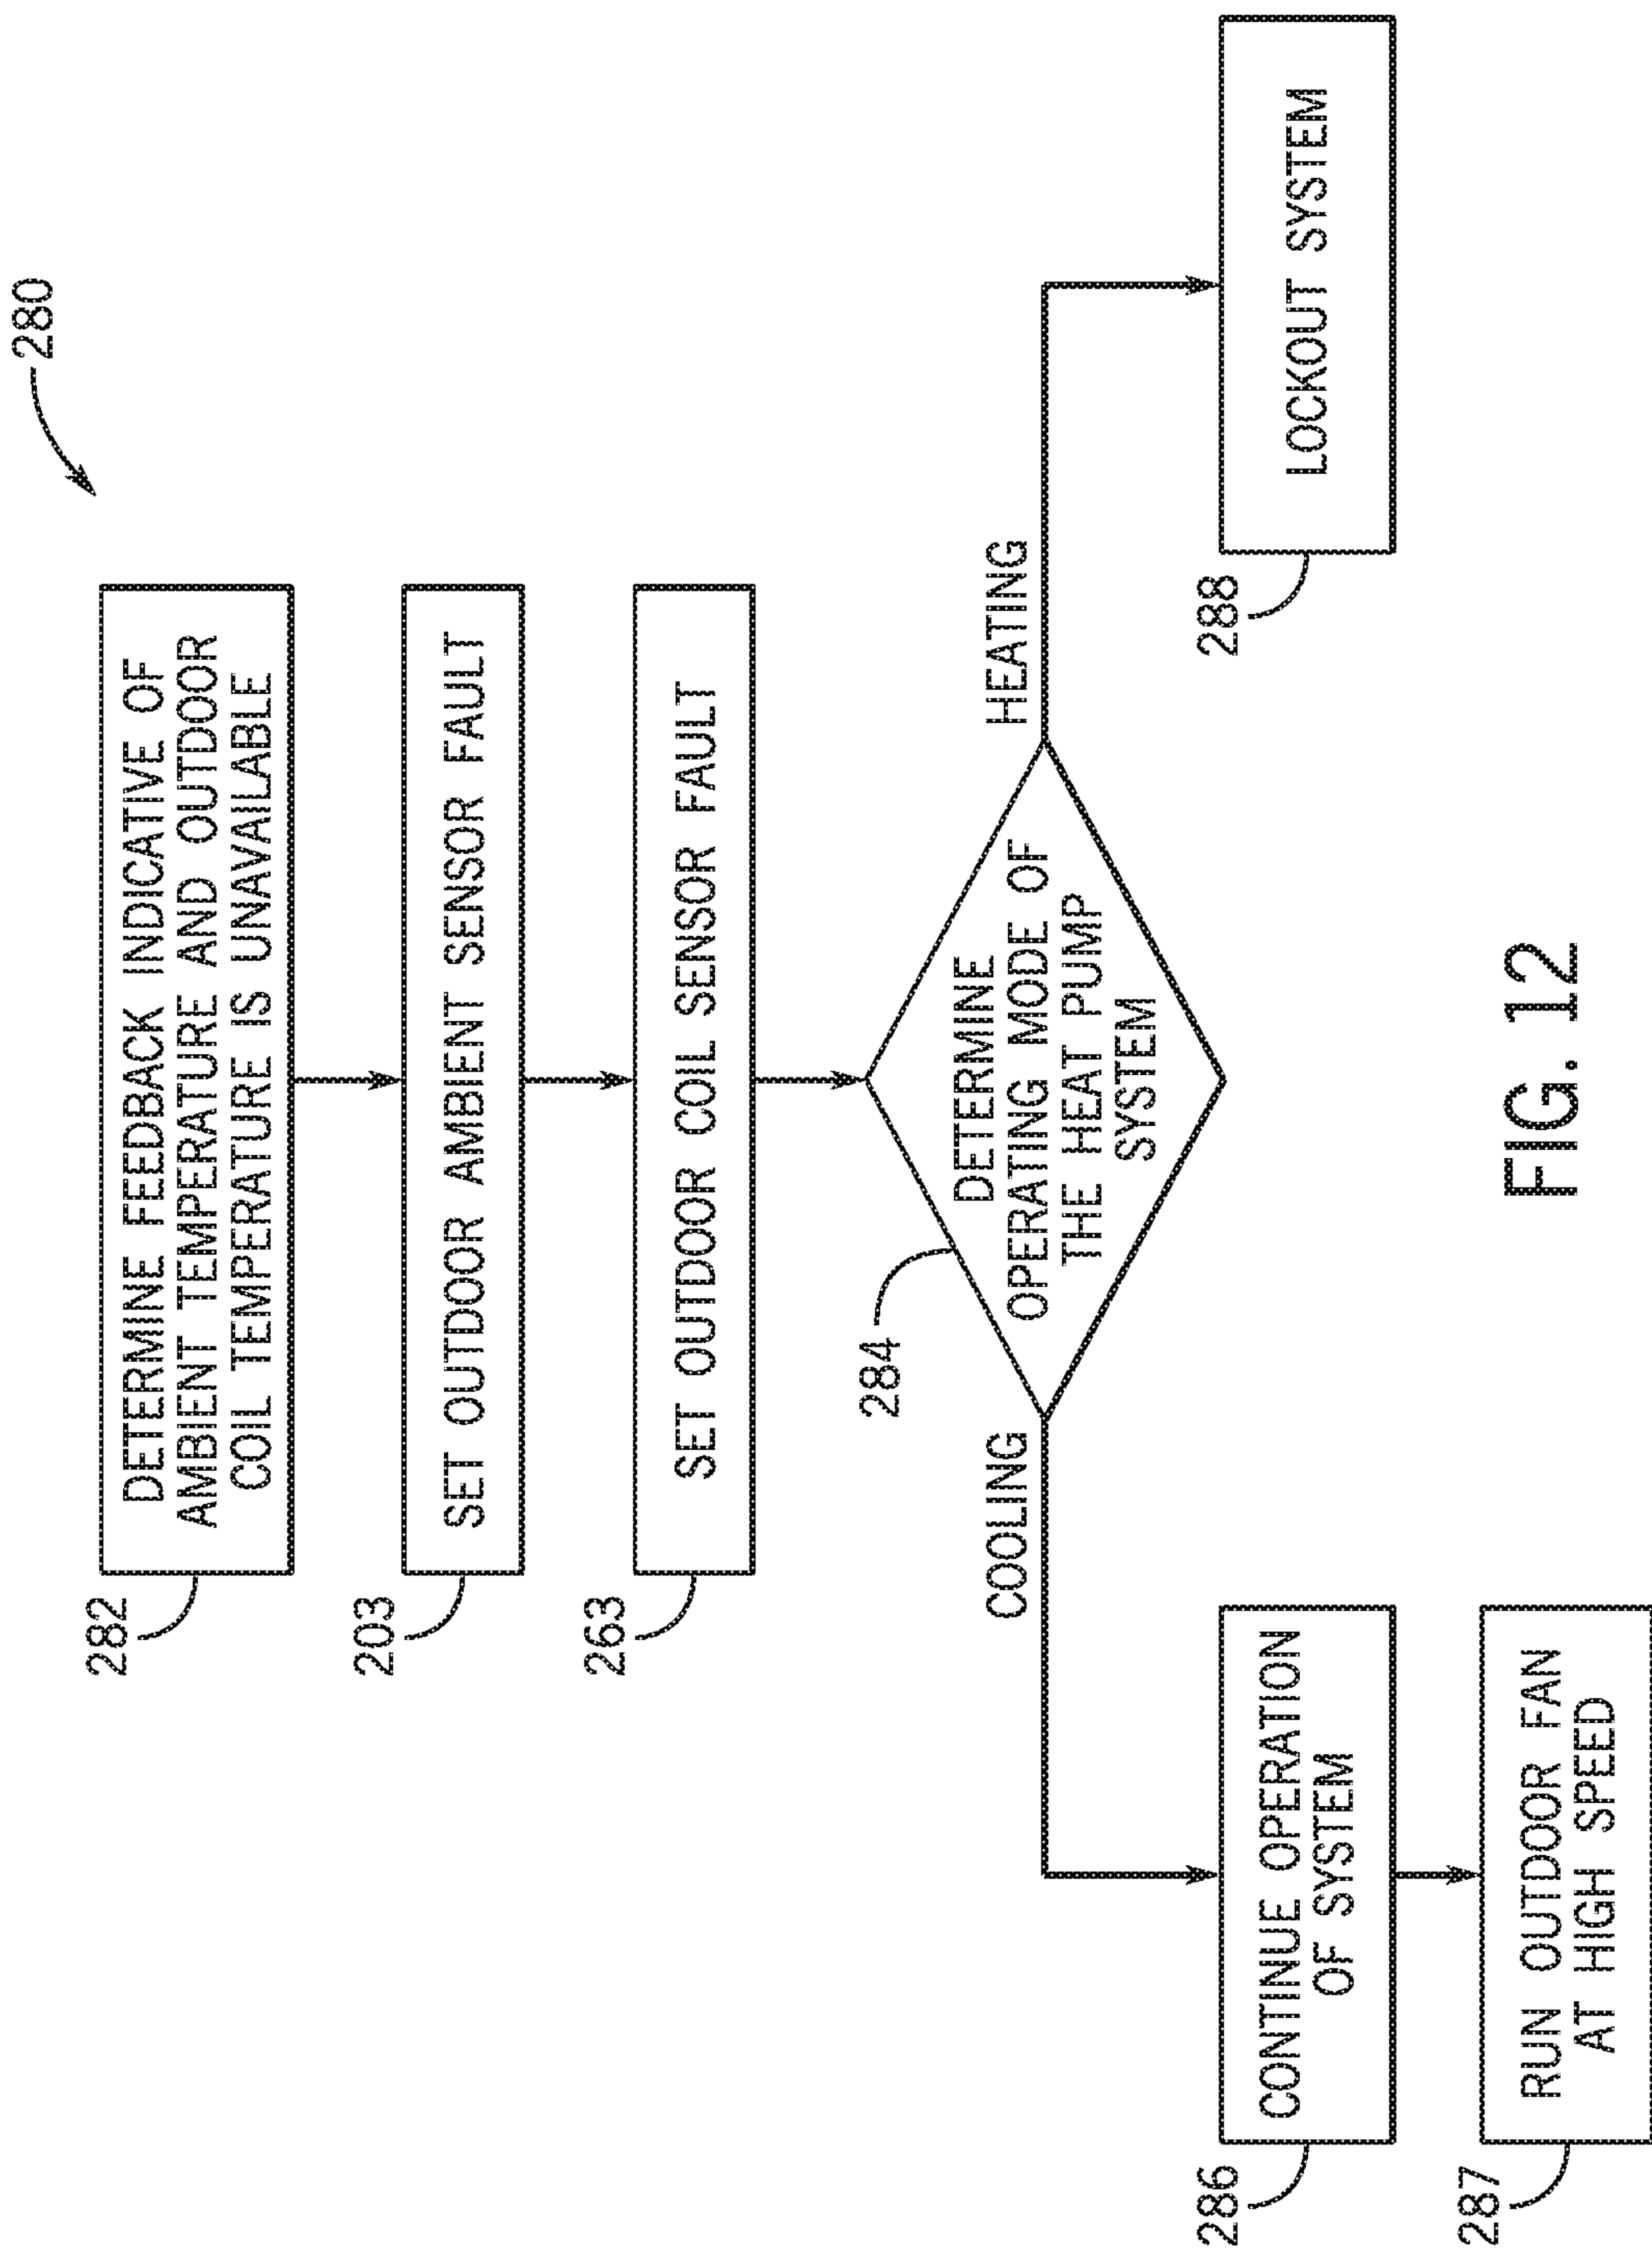 280
282
DETERMINE FEEDBACK INDICATIVE OF
AMBIENT TEMPERATURE AND OUTDOOR
COIL TEMPERATURE IS UNAVAILABLE
203
SET OUTDOOR AMBIENT SENSOR FAULT
263
SET OUTDOOR COIL SENSOR FAULT
284
DETERMINE
OPERATING MODE OF
THE HEAT PUMP
SYSTEM
COOLING
HEATING
286
CONTINUE OPERATION
OF SYSTEM
288
LOCKOUT SYSTEM
287
RUN OUTDOOR FAN
AT HIGH SPEED
FIG. 12